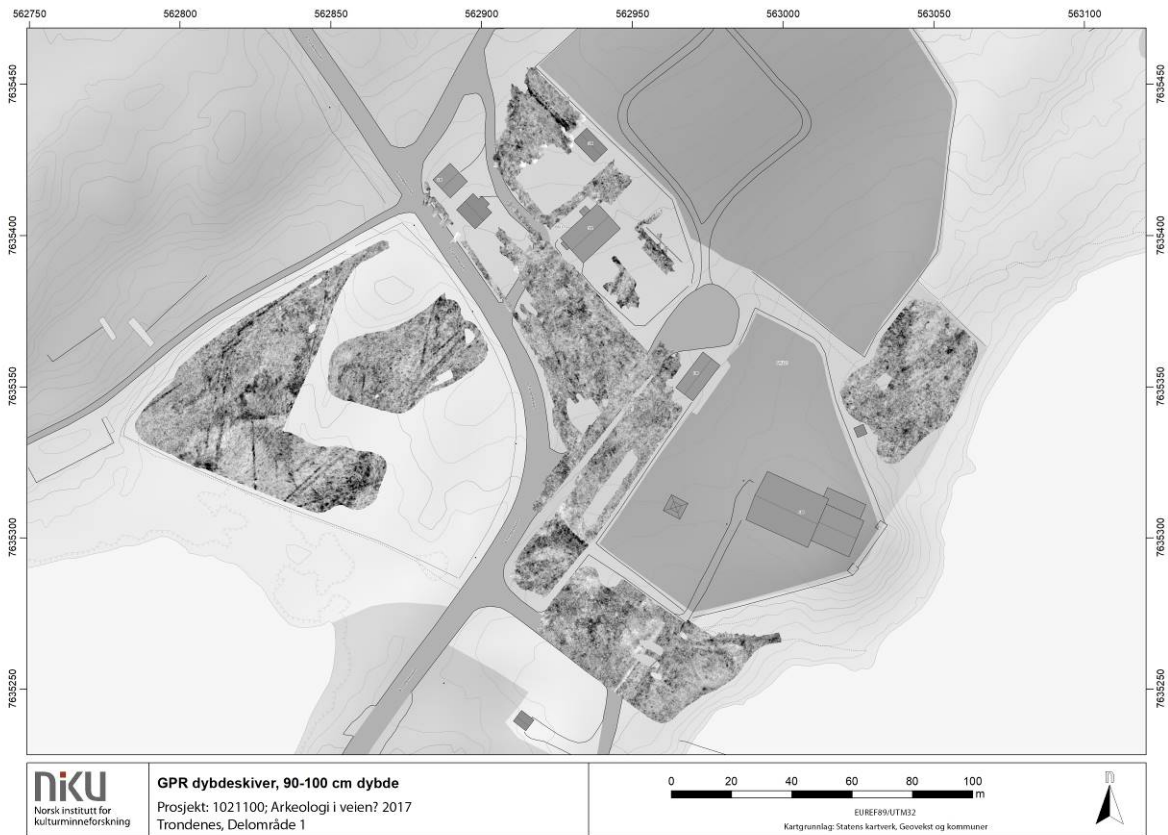 562750 562800 562850 562900 562950 563000 563050 563100
7635450 7635450
7635400 7635400
7635350 7635350
7635300 7635300
7635250 7635250
niku
Norsk institutt for
kulturminneforskning
GPR dybdeskiver, 90-100 cm dybde
Prosjekt: 1021100; Arkeologi i veien? 2017
Trondenes, Delområde 1
0 20 40 60 80 100
m
EUREF89/UTM32
Kartgrunnlag: Statens kartverk, Geovekst og kommuner
n